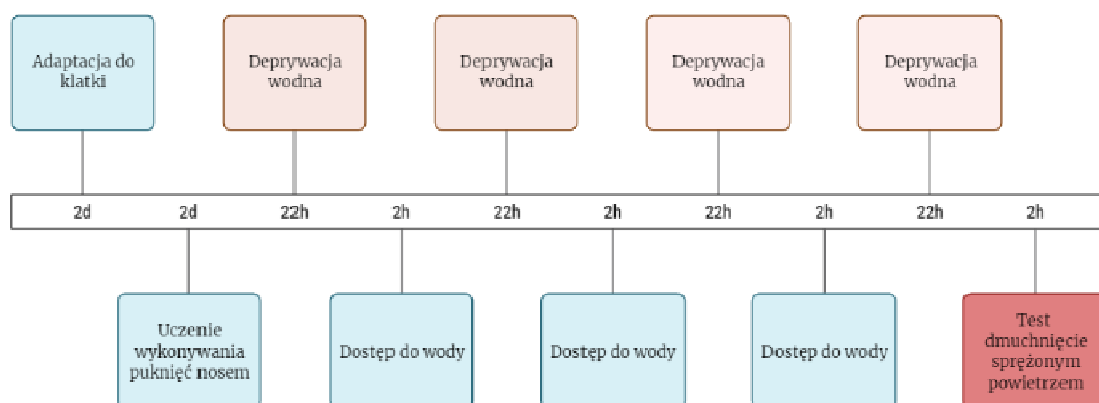 Adaptacja do
klatki
Deprywacja
wodna
Deprywacja
wodna
Deprywacja
wodna
Deprywacja
wodna
2d 2d 22h 2h 22h 2h 22h 2h 22h 2h
Uczenie
wykonywania
puknięć nosem
Dostęp do wody
Dostęp do wody
Dostęp do wody
Test
dmuchnięcie
sprężonym
powietrzem